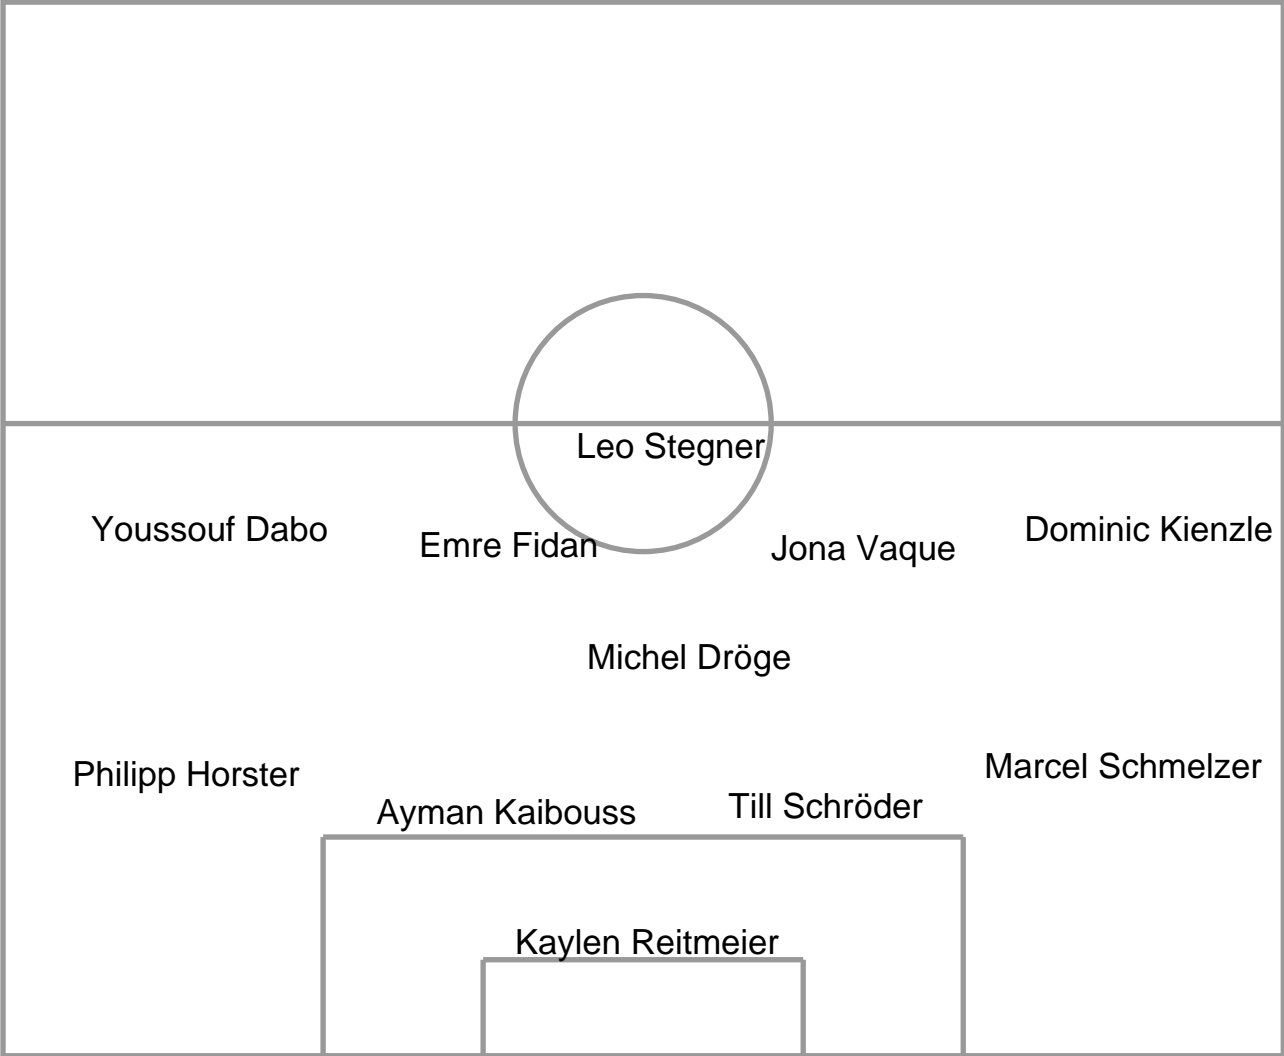 Leo Stegner
Youssouf Dabo
Emre Fidan
Jona Vaque
Dominic Kienzle
Michel Dröge
Philipp Horster
Ayman Kaibouss
Till Schröder
Marcel Schmelzer
Kaylen Reitmeier